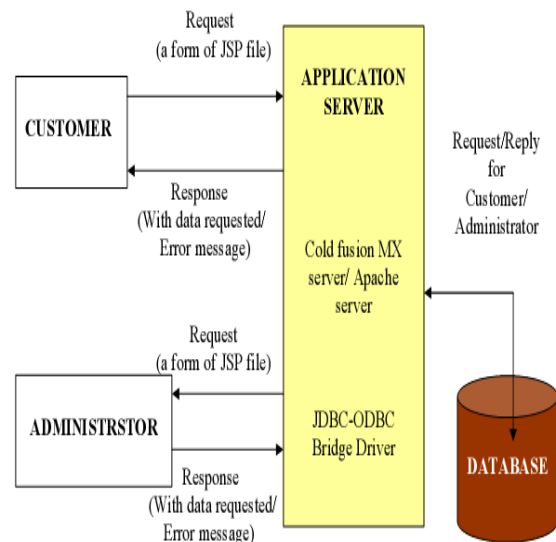 Request
(a form of JSP file)
CUSTOMER
Response
(With data requested/
Error message)
APPLICATION
SERVER
Cold fusion MX
server/ Apache
server
JDBC-ODBC
Bridge Driver
Request/Reply
for
Customer/
Administrator
Request
(a form of JSP file)
ADMINISTRSTOR
Response
(With data requested/
Error message)
DATABASE